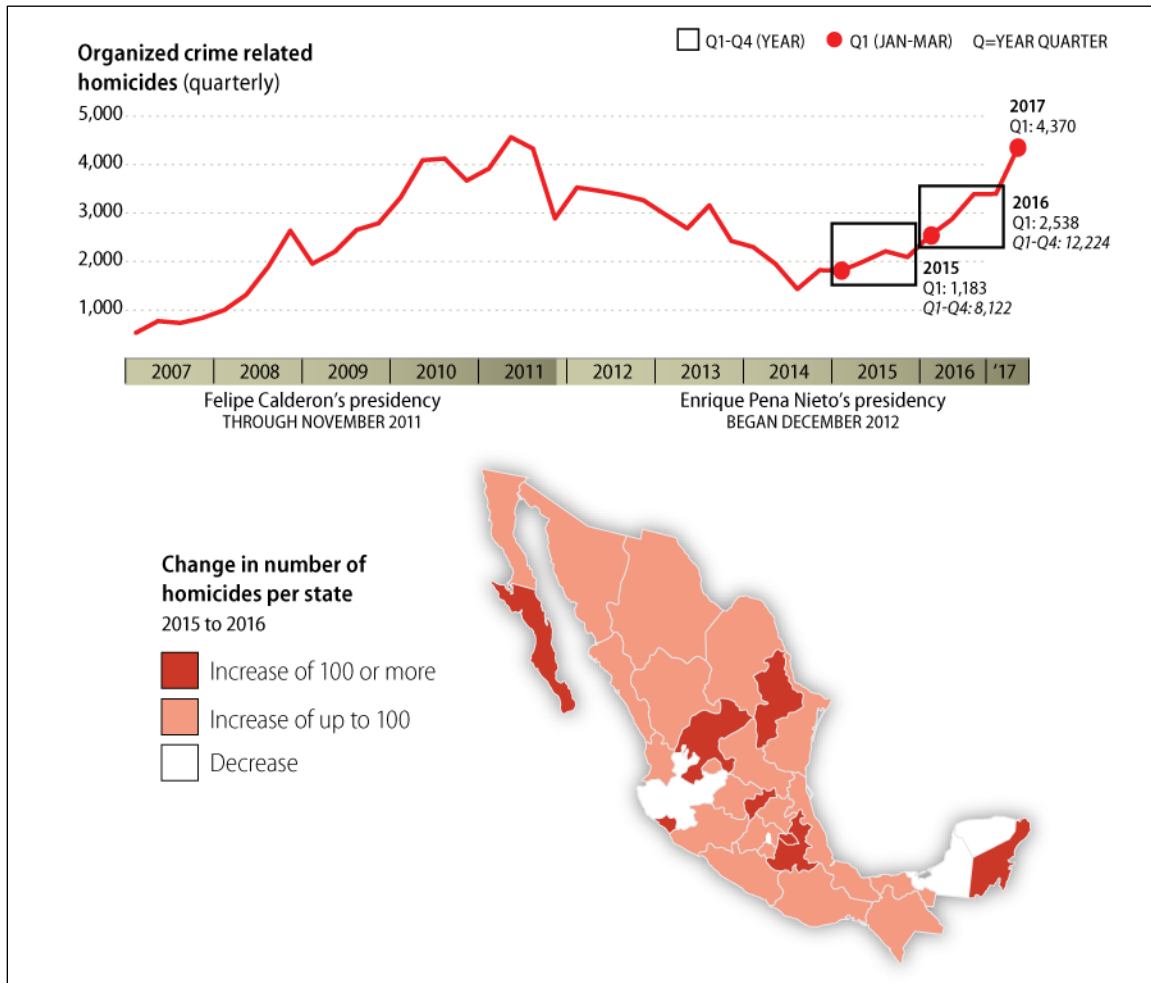 Organized crime related
homicides (quarterly)
Q1-Q4 (YEAR) Q1 (JAN-MAR) Q=YEAR QUARTER
5,000
4,000
3,000
2,000
1,000
2017
Q1: 4,370
2016
Q1: 2,538
Q1-Q4: 12,224
2015
Q1: 1,183
Q1-Q4: 8,122
2007 2008 2009 2010 2011 2012 2013 2014 2015 2016 '17
Felipe Calderon's presidency
THROUGH NOVEMBER 2011
Enrique Pena Nieto's presidency
BEGAN DECEMBER 2012
Change in number of
homicides per state
2015 to 2016
Increase of 100 or more
Increase of up to 100
Decrease